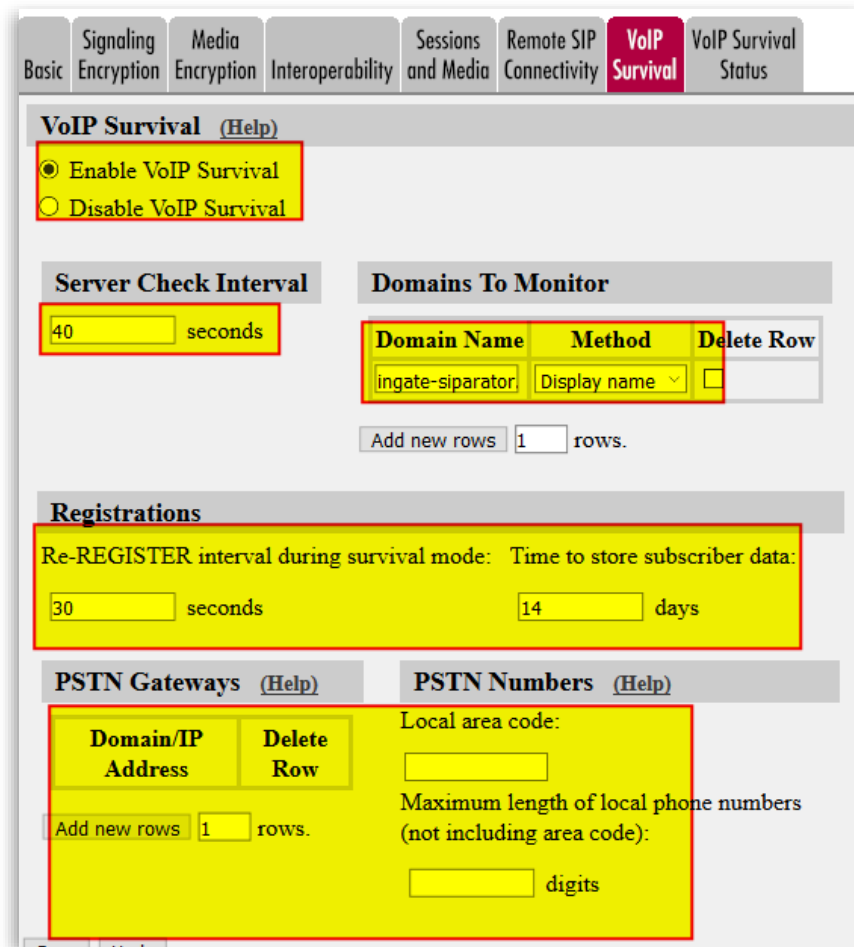 Basic Signaling Encryption Media Encryption Interoperability Sessions and Media Remote SIP Connectivity VoIP Survival VoIP Survival Status
VoIP Survival (Help)
Enable VoIP Survival
Disable VoIP Survival
Server Check Interval
40 seconds
Domains To Monitor
Domain Name Method Delete Row
ingate-siparator. Display name
Add new rows 1 rows.
Registrations
Re-REGISTER interval during survival mode: Time to store subscriber data:
30 seconds 14 days
PSTN Gateways (Help)
Domain/IP Address Delete Row
Add new rows 1 rows.
PSTN Numbers (Help)
Local area code:
Maximum length of local phone numbers
(not including area code):
digits